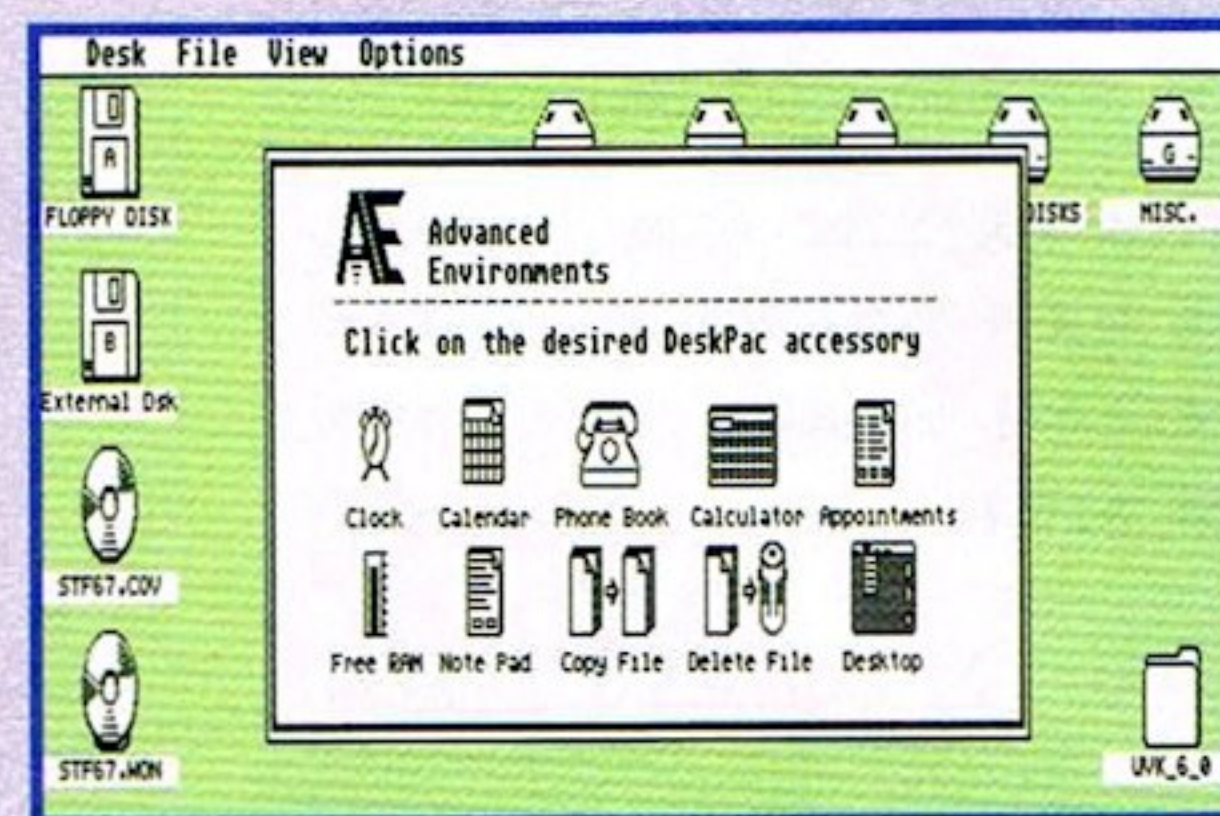 Desk File View Options
A
FLOPPY DISK
G
DISKS
MISC.
AE
Advanced
Environments
Click on the desired DeskPac accessory
B
External Dsk
Clock Calendar Phone Book Calculator Appointments
STF67.COV
Free RAM Note Pad Copy File Delete File Desktop
STF67.MON
UVK_6_0